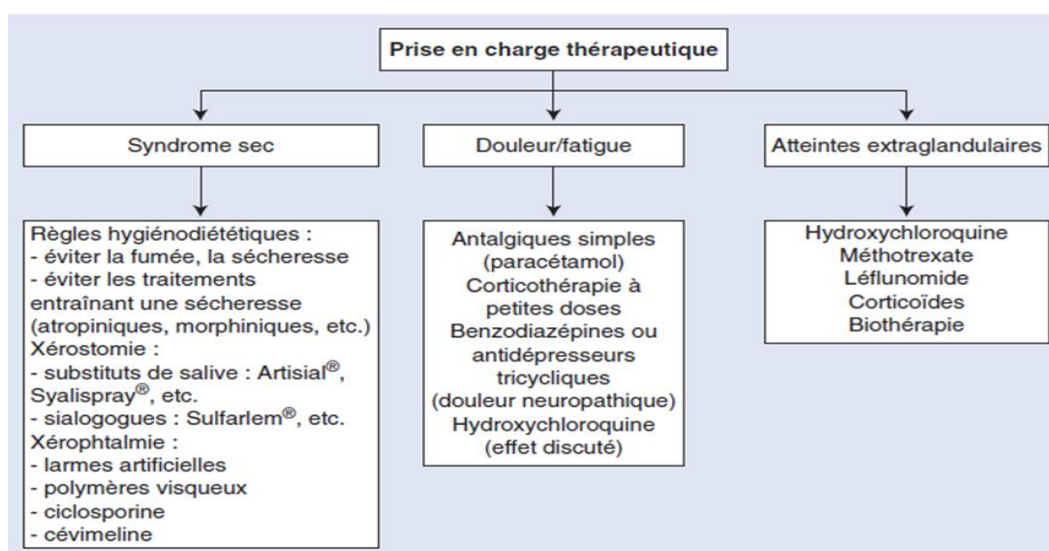 Prise en charge thérapeutique
Syndrome sec
Douleur/fatigue
Atteintes extraglandulaires
Règles hygiénodiététiques :
- éviter la fumée, la sécheresse
- éviter les traitements
entraînant une sécheresse
(atropiniques, morphiniques, etc.)
Xérostomie :
- substituts de salive : Artisial®,
Syalispray®, etc.
- sialogogues : Sulfarlem®, etc.
Xérophtalmie :
- larmes artificielles
- polymères visqueux
- ciclosporine
- cévimeline
Antalgiques simples
(paracétamol)
Corticothérapie à
petites doses
Benzodiazépines ou
antidépresseurs
tricycliques
(douleur neuropathique)
Hydroxychloroquine
(effet discuté)
Hydroxychloroquine
Méthotrexate
Léflunomide
Corticoïdes
Biothérapie